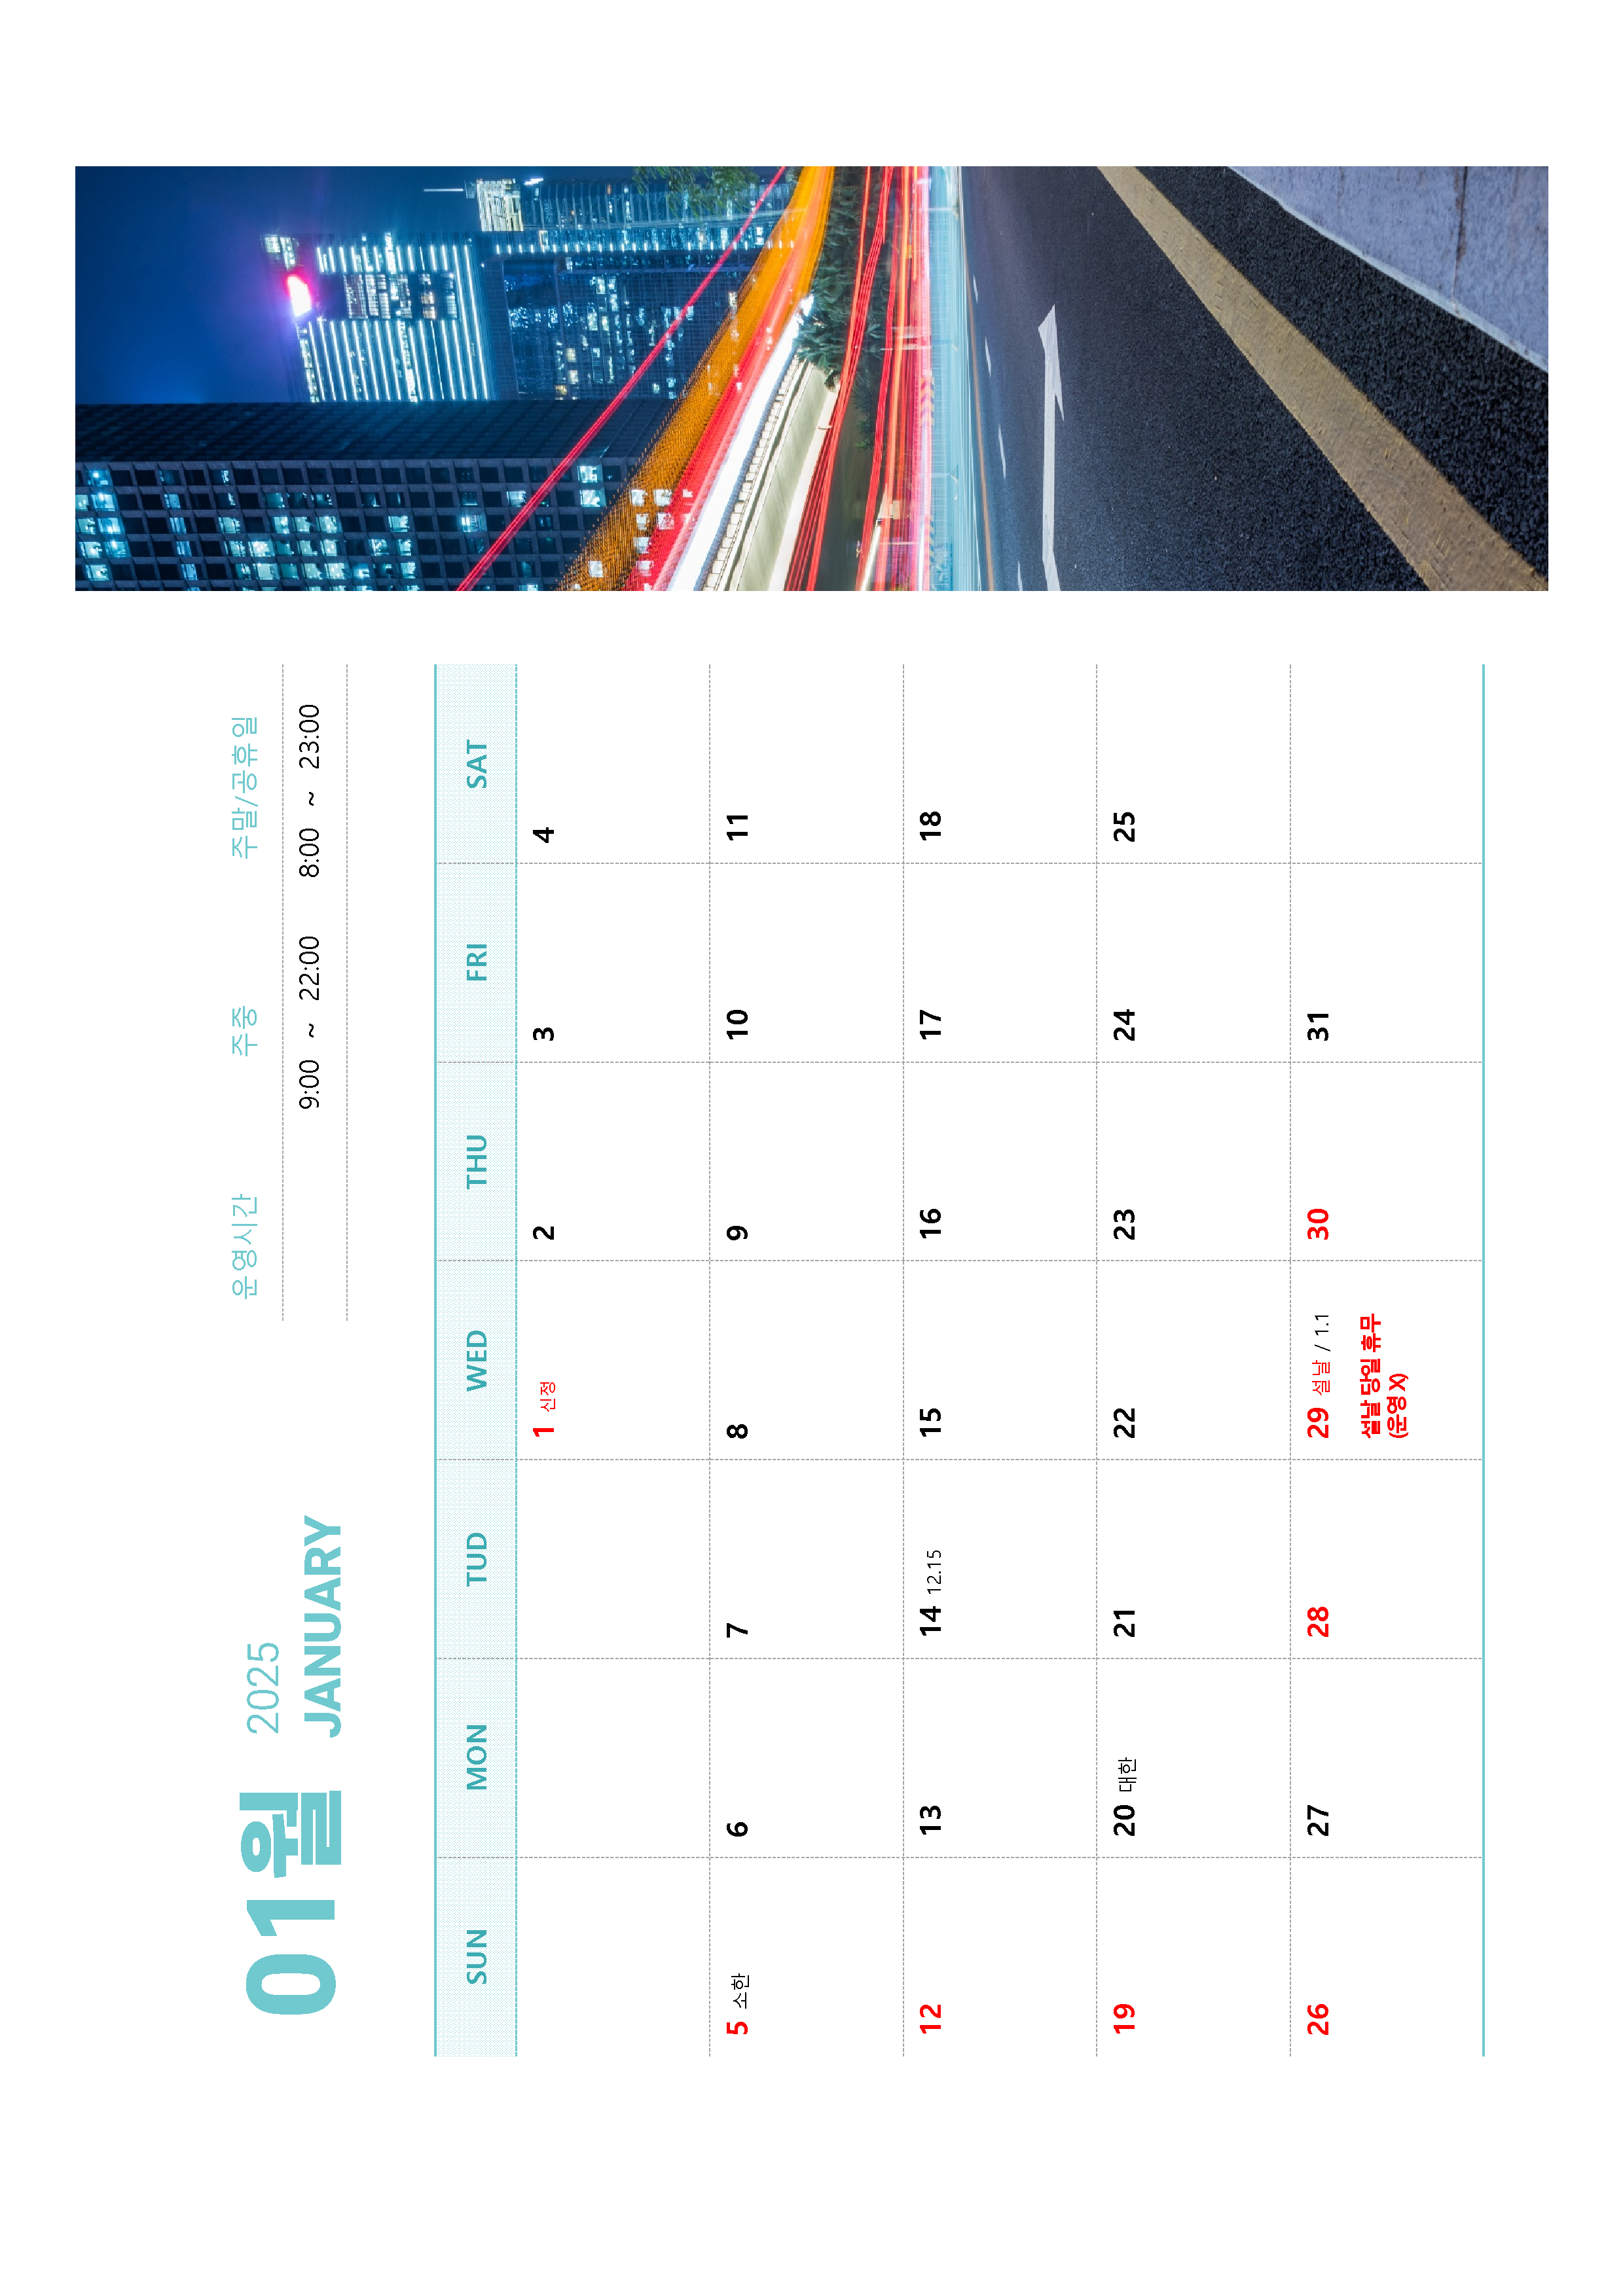 01월
2025
JANUARY
운영시간 주중 주말/공휴일
9:00 ~ 22:00 8:00 ~ 23:00
SUN MON TUD WED THU FRI SAT
1 신정 2 3 4
5 소한 6 7 8 9 10 11
12 13 14 12.15 15 16 17 18
19 20 대한 21 22 23 24 25
26 27 28 29 설날 / 1.1 30 31
설날 당일 휴무
(운영 X)